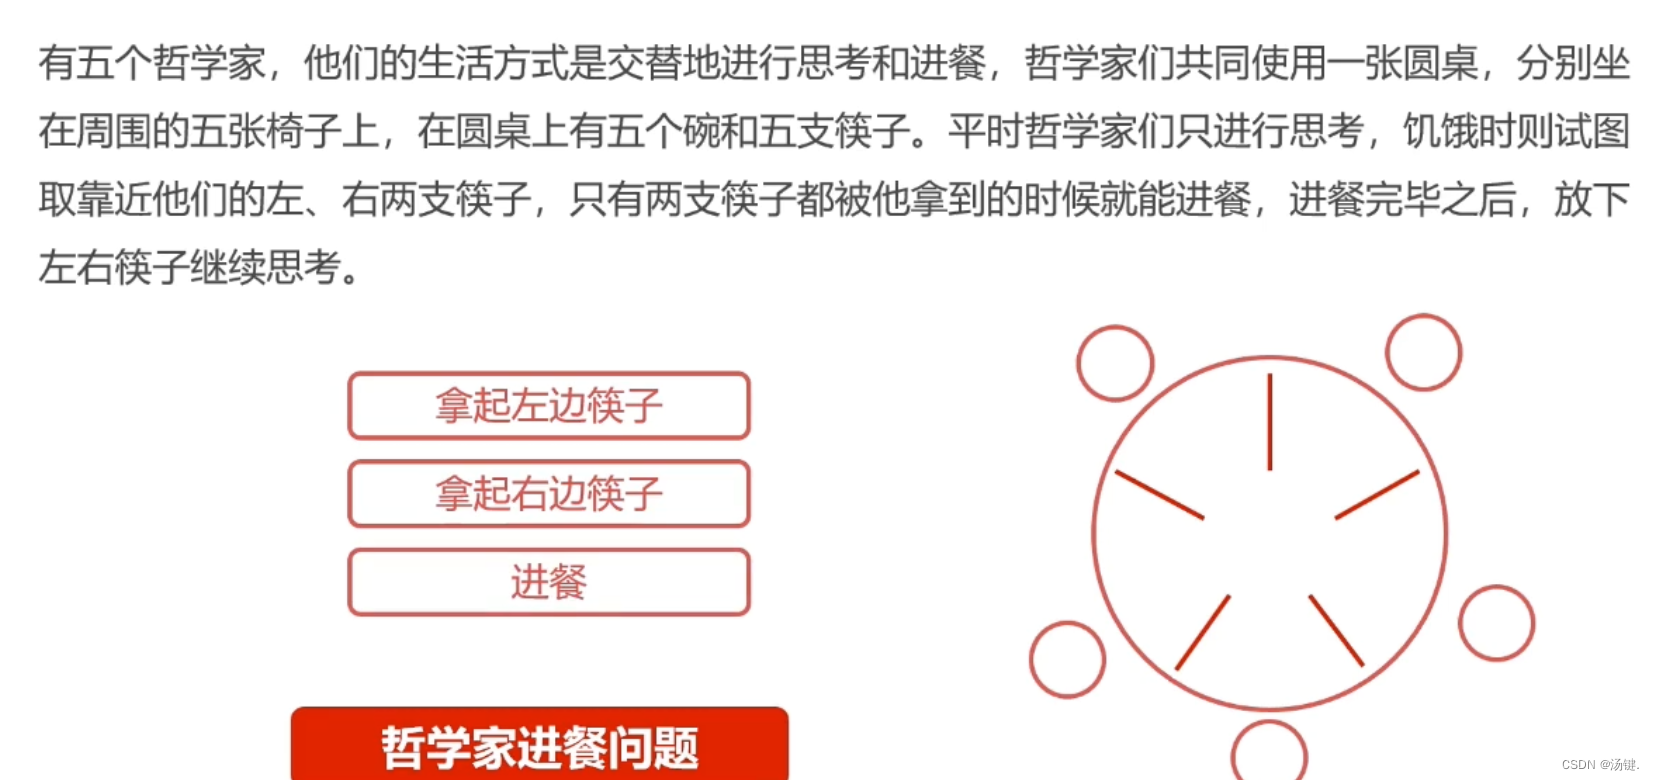 有五个哲学家，他们的生活方式是交替地进行思考和进餐，哲学家们共同使用一张圆桌，分别坐
在周围的五张椅子上，在圆桌上有五个碗和五支筷子。平时哲学家们只进行思考，饥饿时则试图
取靠近他们的左、右两支筷子，只有两支筷子都被他拿到的时候就能进餐，进餐完毕之后，放下
左右筷子继续思考。
拿起左边筷子
拿起右边筷子
进餐
哲学家进餐问题
CSDN @汤键.